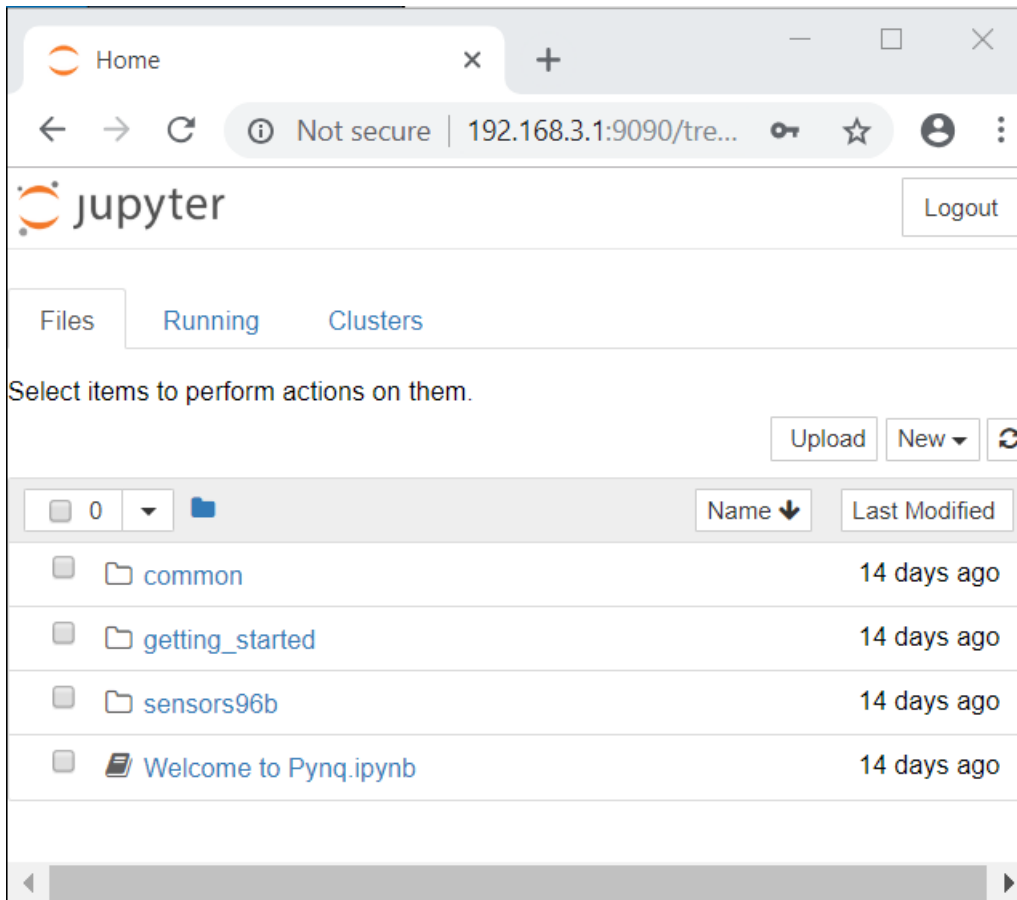 Home
Not secure 192.168.3.1:9090/tre...
jupyter Logout
Files Running Clusters
Select items to perform actions on them.
Upload New
0 Name Last Modified
common 14 days ago
getting_started 14 days ago
sensors96b 14 days ago
Welcome to Pynq.ipynb 14 days ago